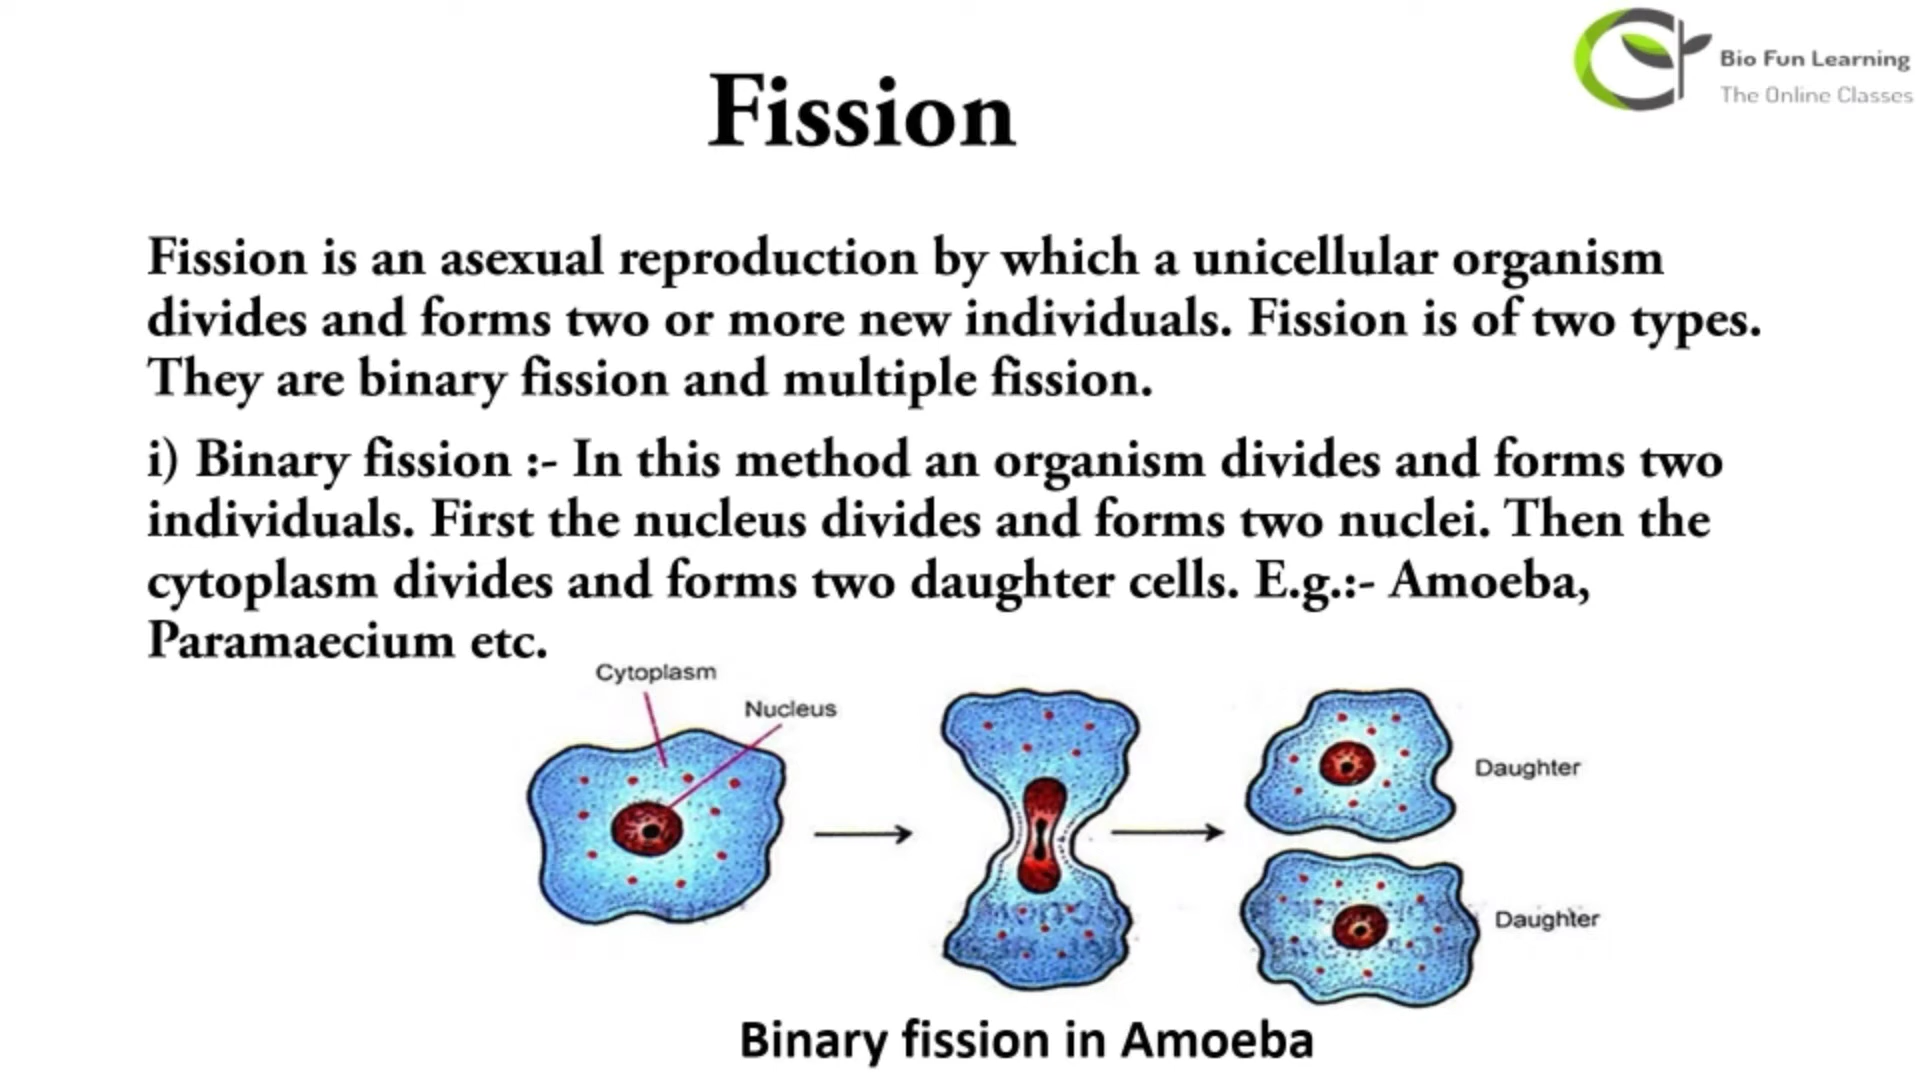 Bio Fun Learning
The Online Classes
Fission
Fission is an asexual reproduction by which a unicellular organism
divides and forms two or more new individuals. Fission is of two types.
They are binary fission and multiple fission.
i) Binary fission :- In this method an organism divides and forms two
individuals. First the nucleus divides and forms two nuclei. Then the
cytoplasm divides and forms two daughter cells. E.g.:- Amoeba,
Paramaecium etc.
Cytoplasm
Nucleus
Daughter
Daughter
Binary fission in Amoeba